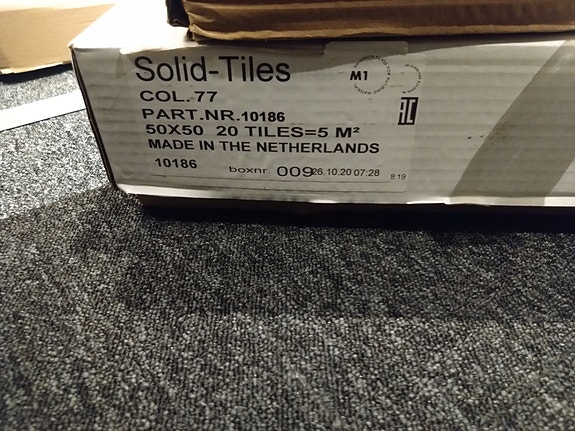 Solid-Tiles
M1
COL.77
PART.NR.10186
50X50 20 TILES=5 M²
MADE IN THE NETHERLANDS
10186 boxnr. 009 26.10.20 07:28 8:19